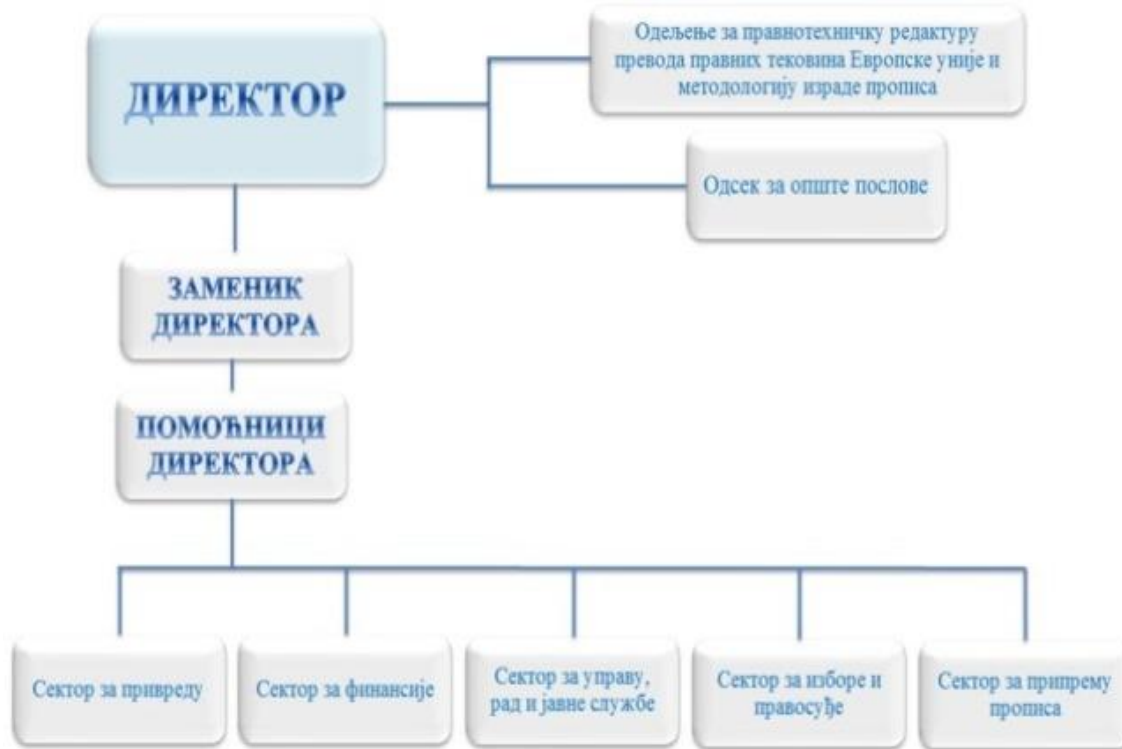 ДИРЕКТОР
Одељење за правнотехничку редактуру
превода правних тековина Европске уније и
методологију израде прописа
Одсек за опште послове
ЗАМЕНИК
ДИРЕКТОРА
ПОМОЋНИЦИ
ДИРЕКТОРА
Сектор за привреду
Сектор за финансије
Сектор за управу,
рад и јавне службе
Сектор за изборе и
правосуђе
Сектор за припрему
прописа